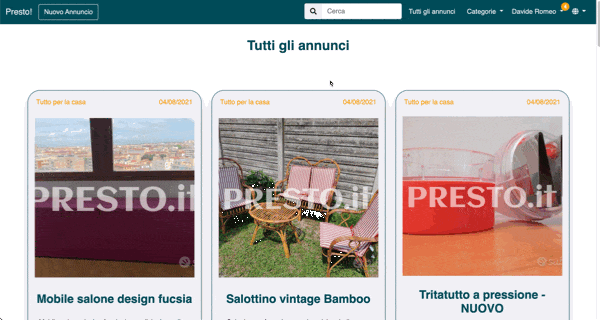 Presto! Nuovo Annuncio Cerca Tutti gli annunci Categorie Davide Romeo 4
Tutti gli annunci
Tutto per la casa 04/08/2021
Tutto per la casa 04/08/2021
Tutto per la casa 04/08/2021
PRESTO.it
PRESTO.it
PRESTO.it
Mobile salone design fucsia
Salottino vintage Bamboo
Tritatutto a pressione -
NUOVO